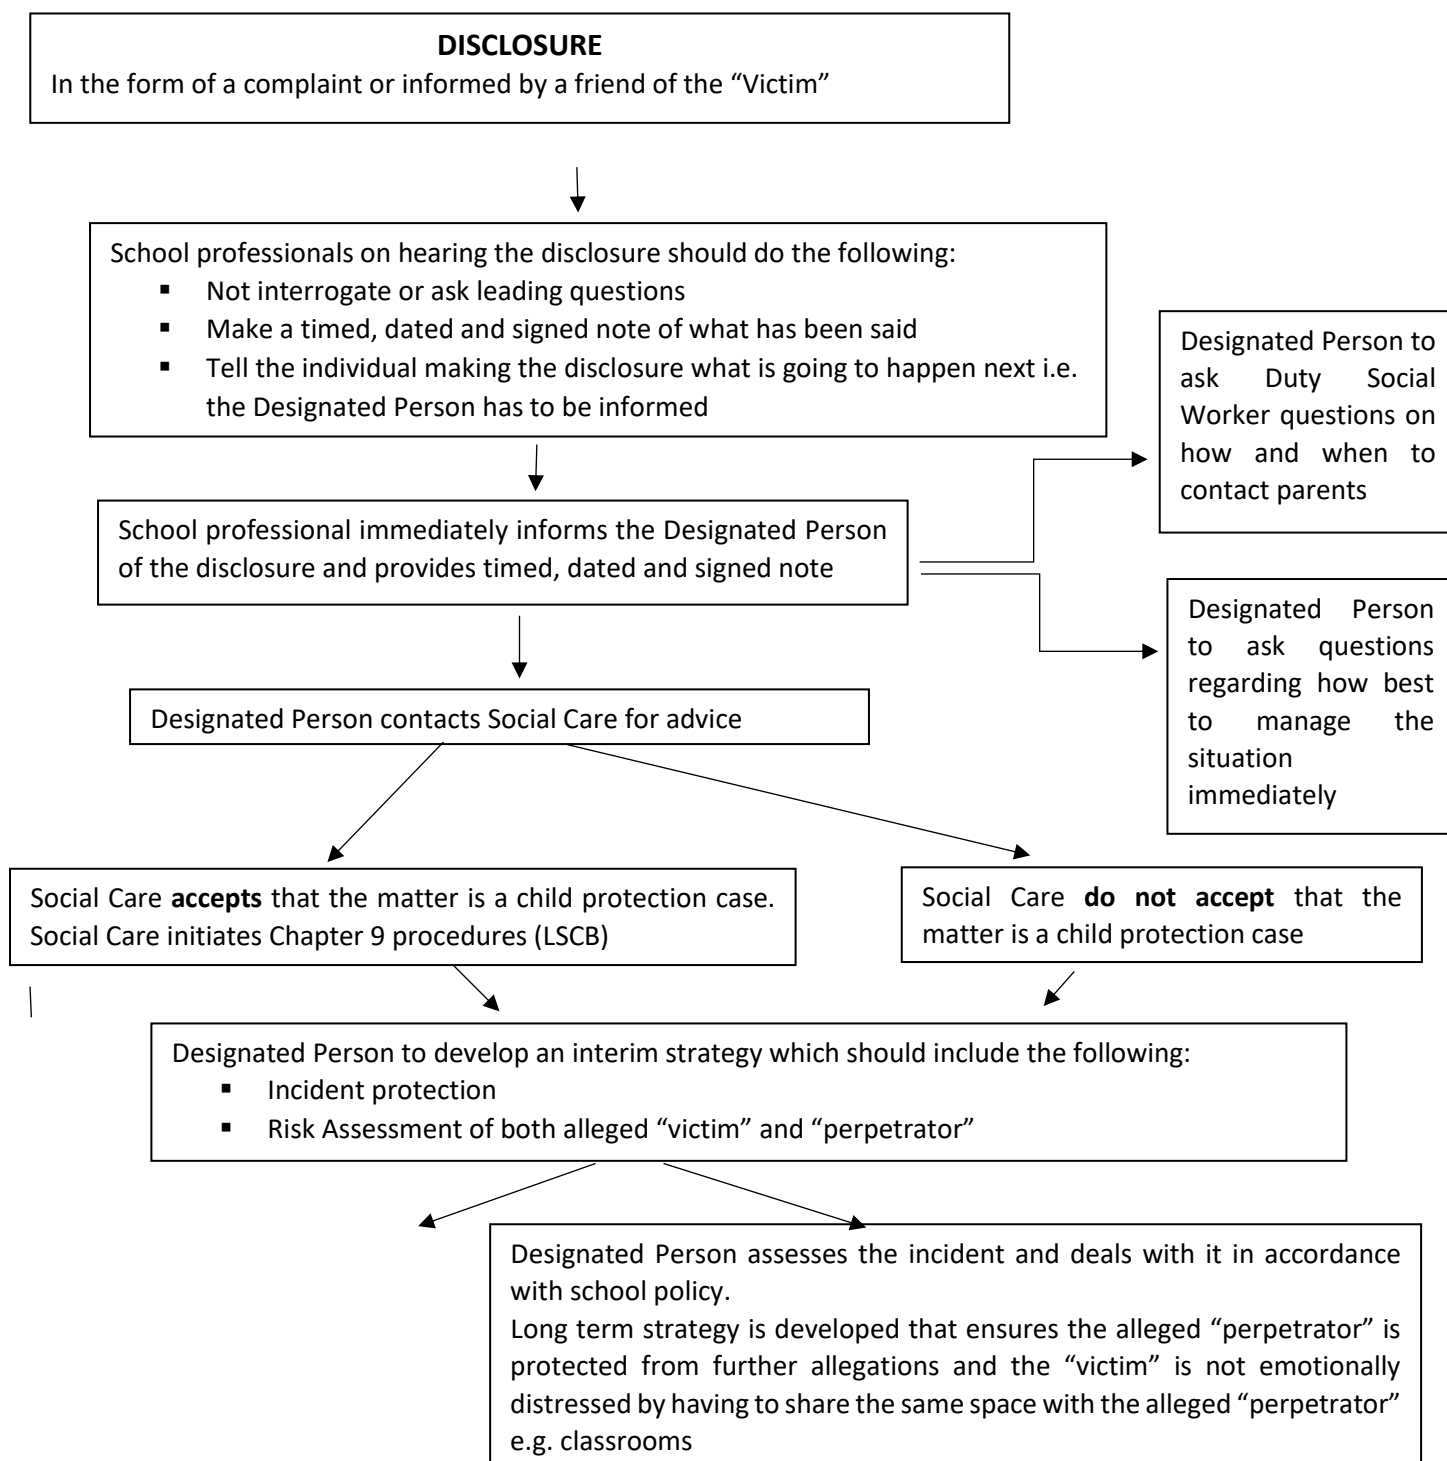 DISCLOSURE
In the form of a complaint or informed by a friend of the “Victim”
School professionals on hearing the disclosure should do the following:
▪ Not interrogate or ask leading questions
▪ Make a timed, dated and signed note of what has been said
▪ Tell the individual making the disclosure what is going to happen next i.e.
the Designated Person has to be informed
Designated Person to
ask Duty Social
Worker questions on
how and when to
contact parents
School professional immediately informs the Designated Person
of the disclosure and provides timed, dated and signed note
Designated Person
to ask questions
regarding how best
to manage the
situation
immediately
Designated Person contacts Social Care for advice
Social Care accepts that the matter is a child protection case.
Social Care initiates Chapter 9 procedures (LSCB)
Social Care do not accept that the
matter is a child protection case
Designated Person to develop an interim strategy which should include the following:
▪ Incident protection
▪ Risk Assessment of both alleged “victim” and “perpetrator”
Designated Person assesses the incident and deals with it in accordance
with school policy.
Long term strategy is developed that ensures the alleged “perpetrator” is
protected from further allegations and the “victim” is not emotionally
distressed by having to share the same space with the alleged “perpetrator”
e.g. classrooms